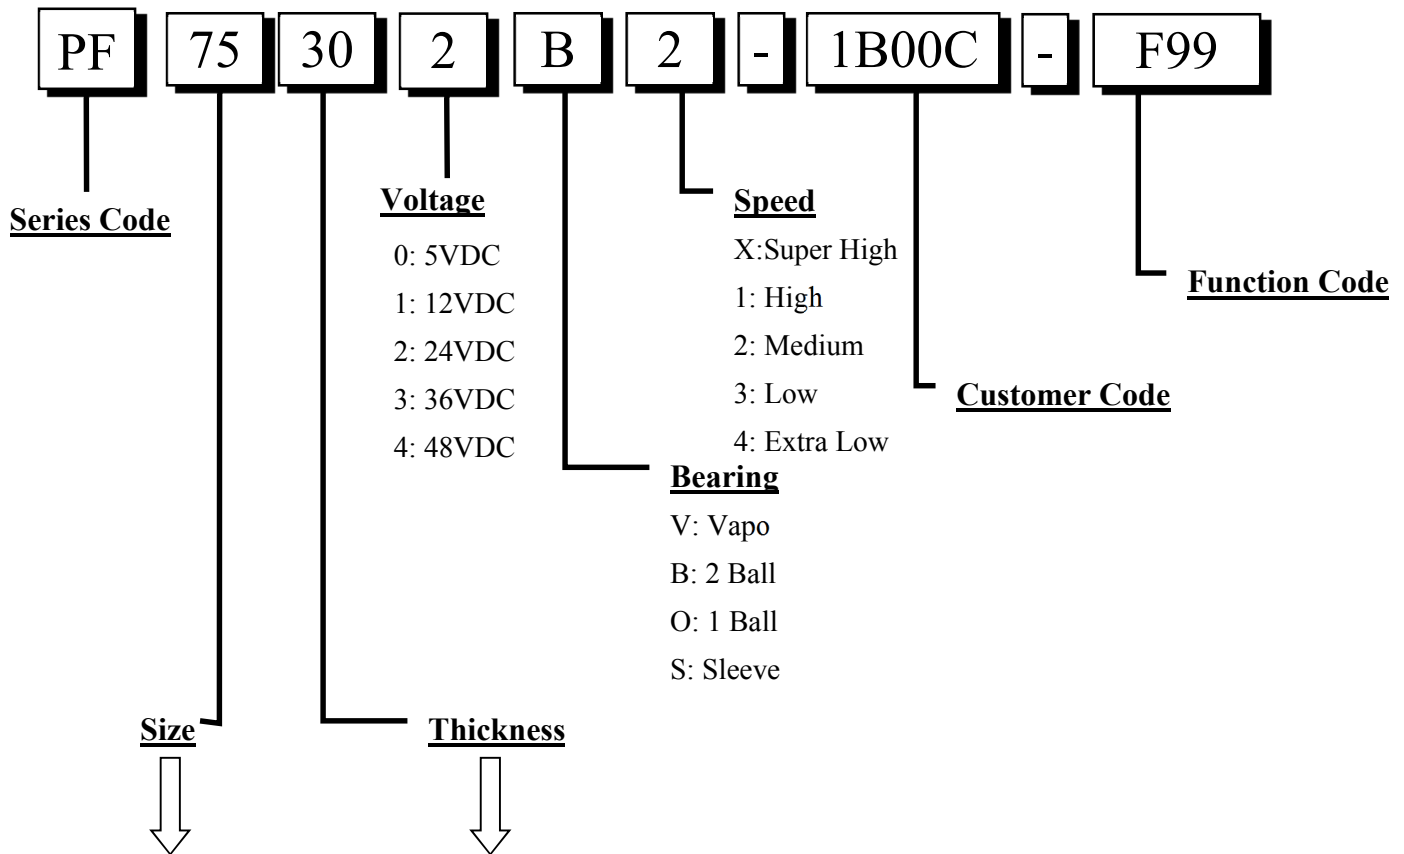 PF 75 30 2 B 2 - 1B00C - F99
Series Code
Voltage
0: 5VDC
1: 12VDC
2: 24VDC
3: 36VDC
4: 48VDC
Speed
X:Super High
1: High
2: Medium
3: Low
4: Extra Low
Function Code
Customer Code
Bearing
V: Vapo
B: 2 Ball
O: 1 Ball
S: Sleeve
Size
Thickness